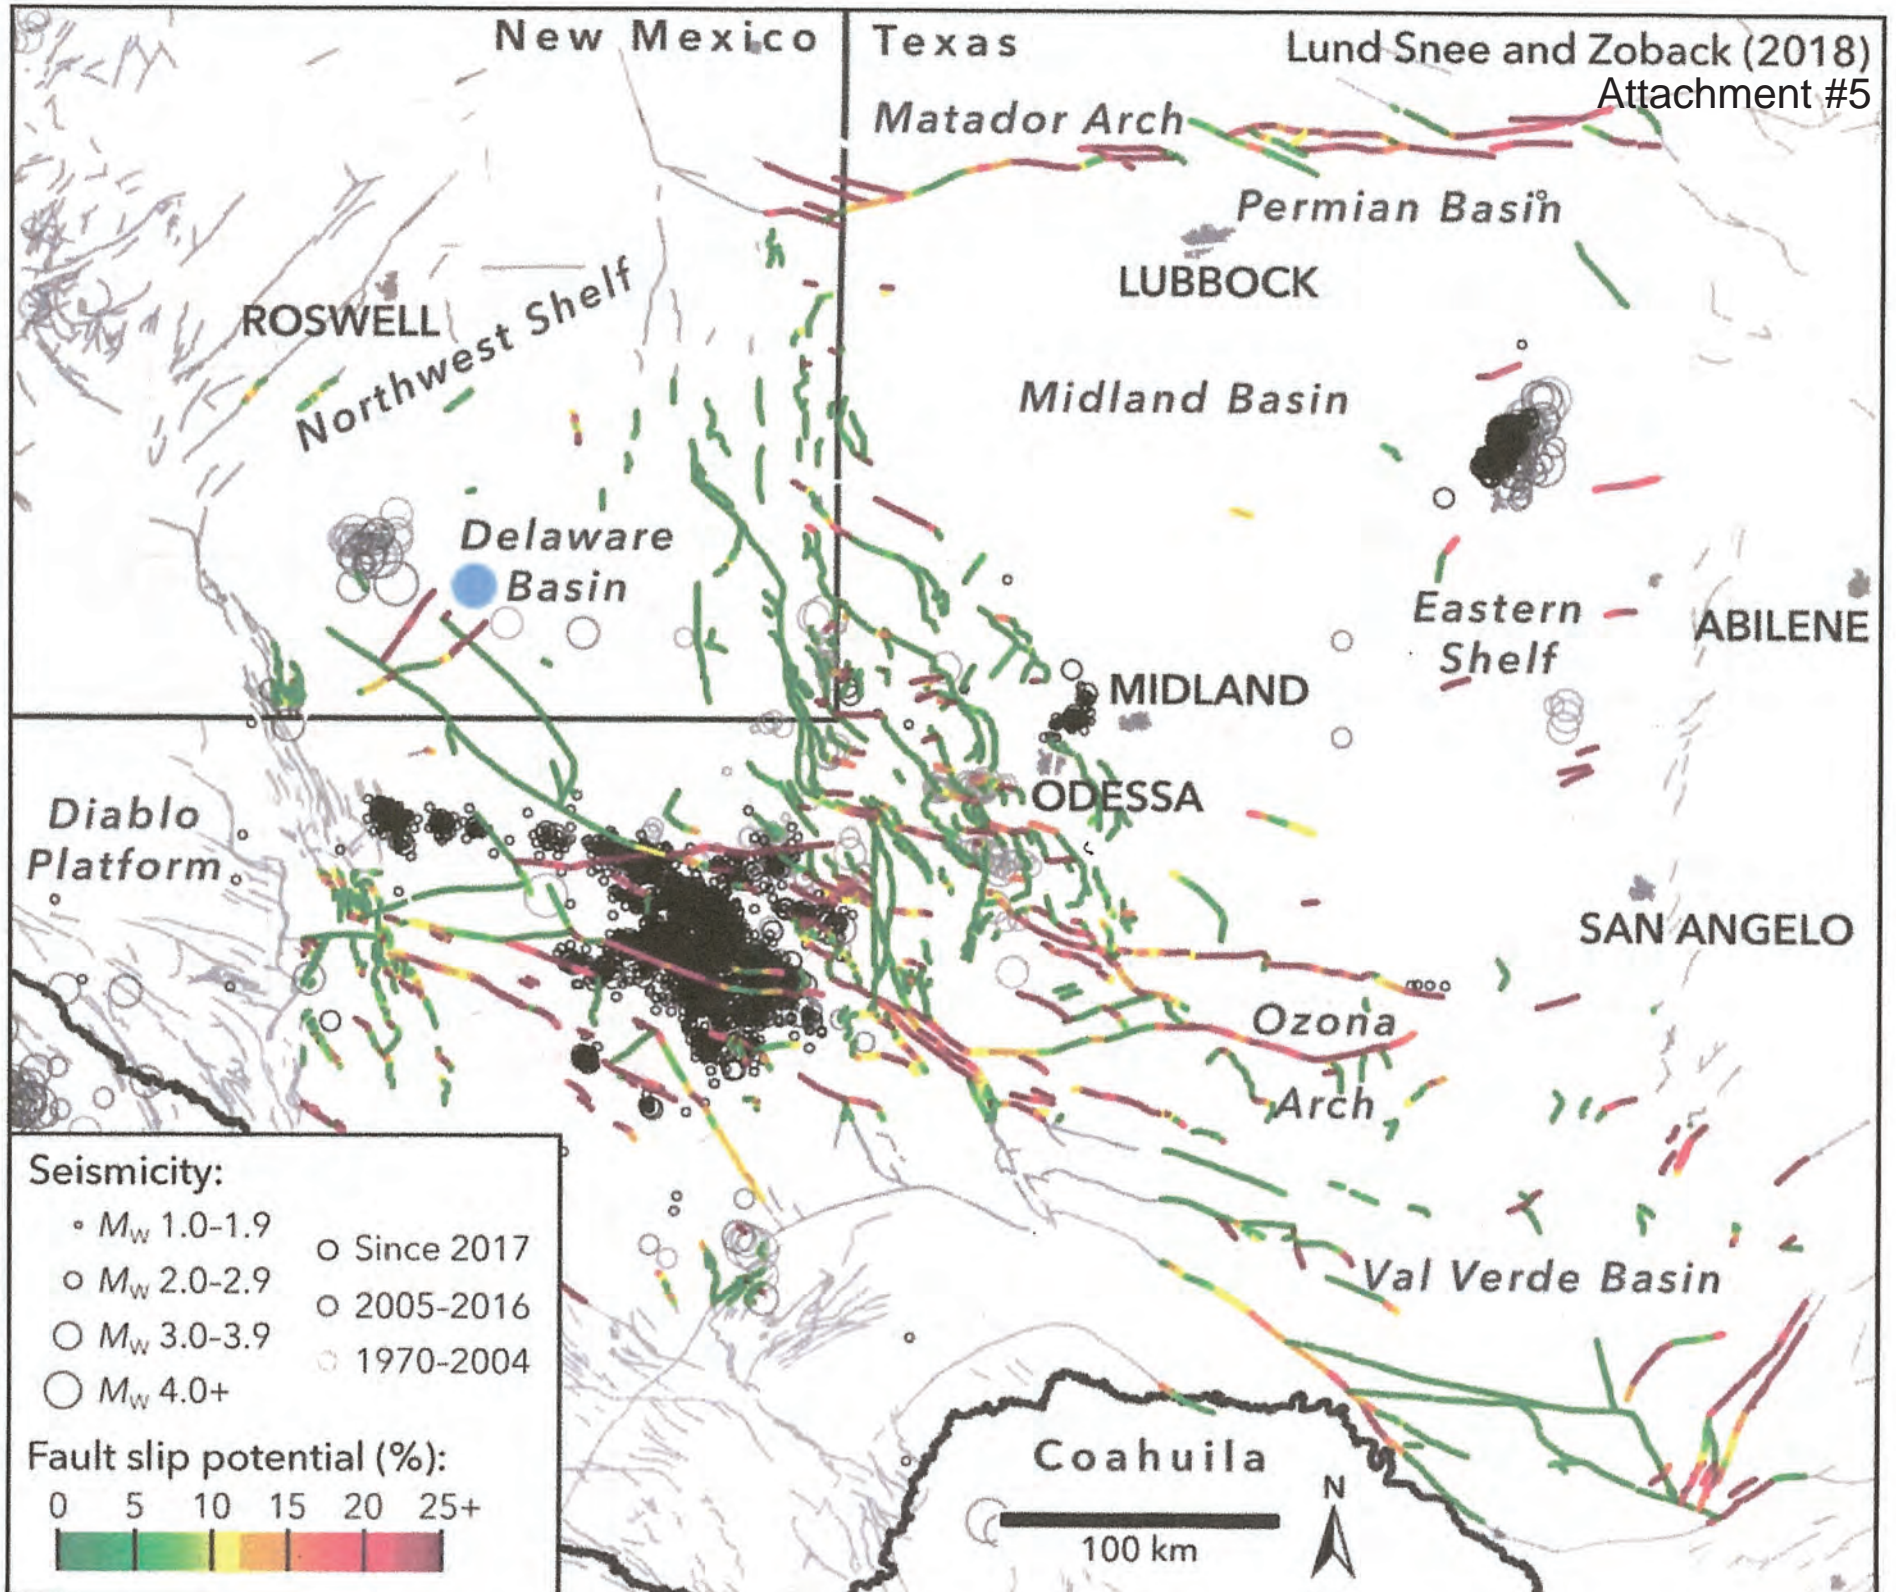 New Mexico
Texas
Lund Snee and Zoback (2018)
Attachment #5
Matador Arch
Permian Basin
LUBBOCK
ROSWELL
Northwest Shelf
Midland Basin
Delaware
Basin
Eastern
Shelf
ABILENE
MIDLAND
ODESSA
Diablo
Platform
SAN ANGELO
Ozona
Arch
Val Verde Basin
Coahuila
N
100 km
Seismicity:
Mw 1.0-1.9
Mw 2.0-2.9
Mw 3.0-3.9
Mw 4.0+
Since 2017
2005-2016
1970-2004
Fault slip potential (%):
0 5 10 15 20 25+